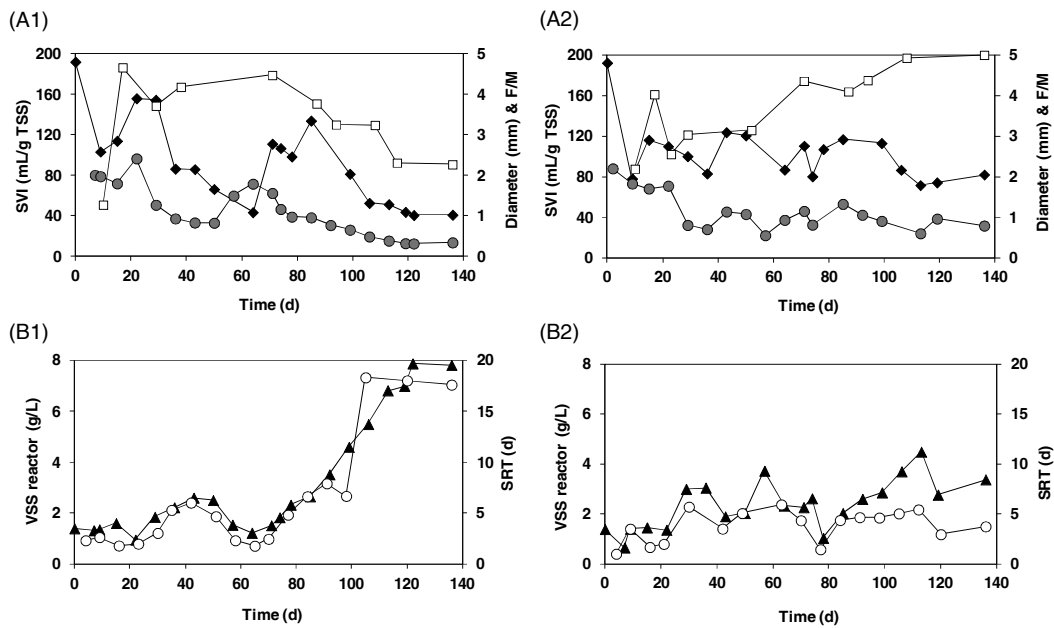 (A1)
200
160
120
80
40
0
SVI (mL/g TSS)
5
4
3
2
1
0
Diameter (mm) & F/M
0 20 40 60 80 100 120 140
Time (d)
(A2)
200
160
120
80
40
0
SVI (mL/g TSS)
5
4
3
2
1
0
Diameter (mm) & F/M
0 20 40 60 80 100 120 140
Time (d)
(B1)
8
6
4
2
0
VSS reactor (g/L)
20
15
10
5
0
SRT (d)
0 20 40 60 80 100 120 140
Time (d)
(B2)
8
6
4
2
0
VSS reactor (g/L)
20
15
10
5
0
SRT (d)
0 20 40 60 80 100 120 140
Time (d)